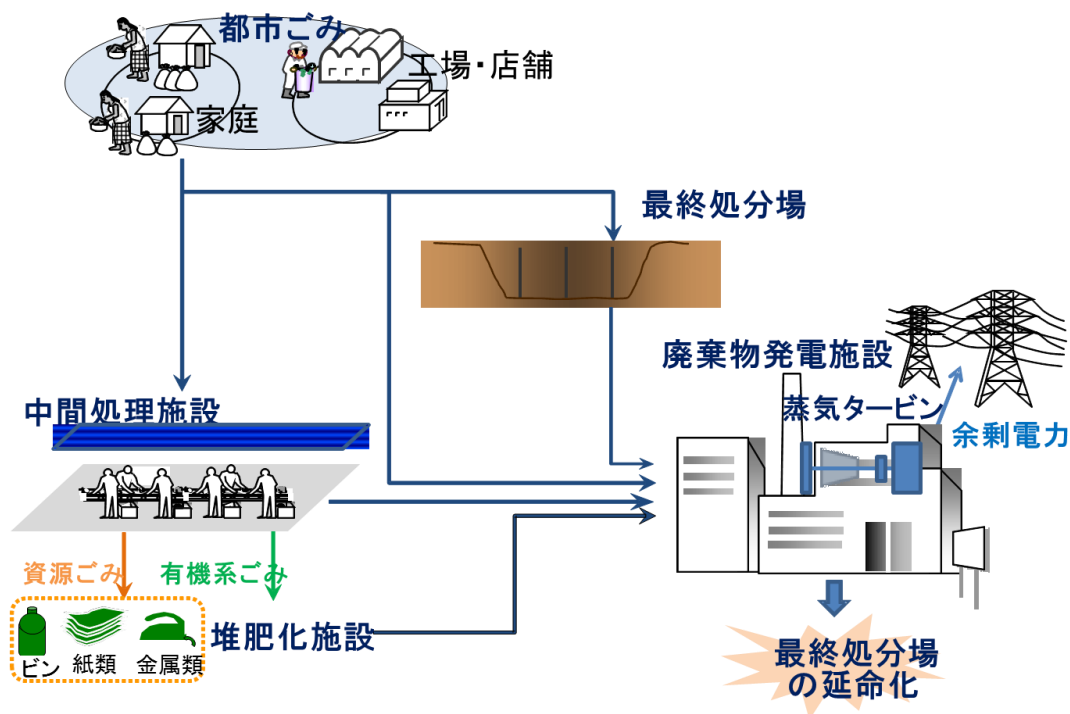 都市ごみ
工場・店舗
家庭
最終処分場
廃棄物発電施設
蒸気タービン
余剰電力
中間処理施設
資源ごみ
有機系ごみ
堆肥化施設
ビン
紙類
金属類
最終処分場
の延命化